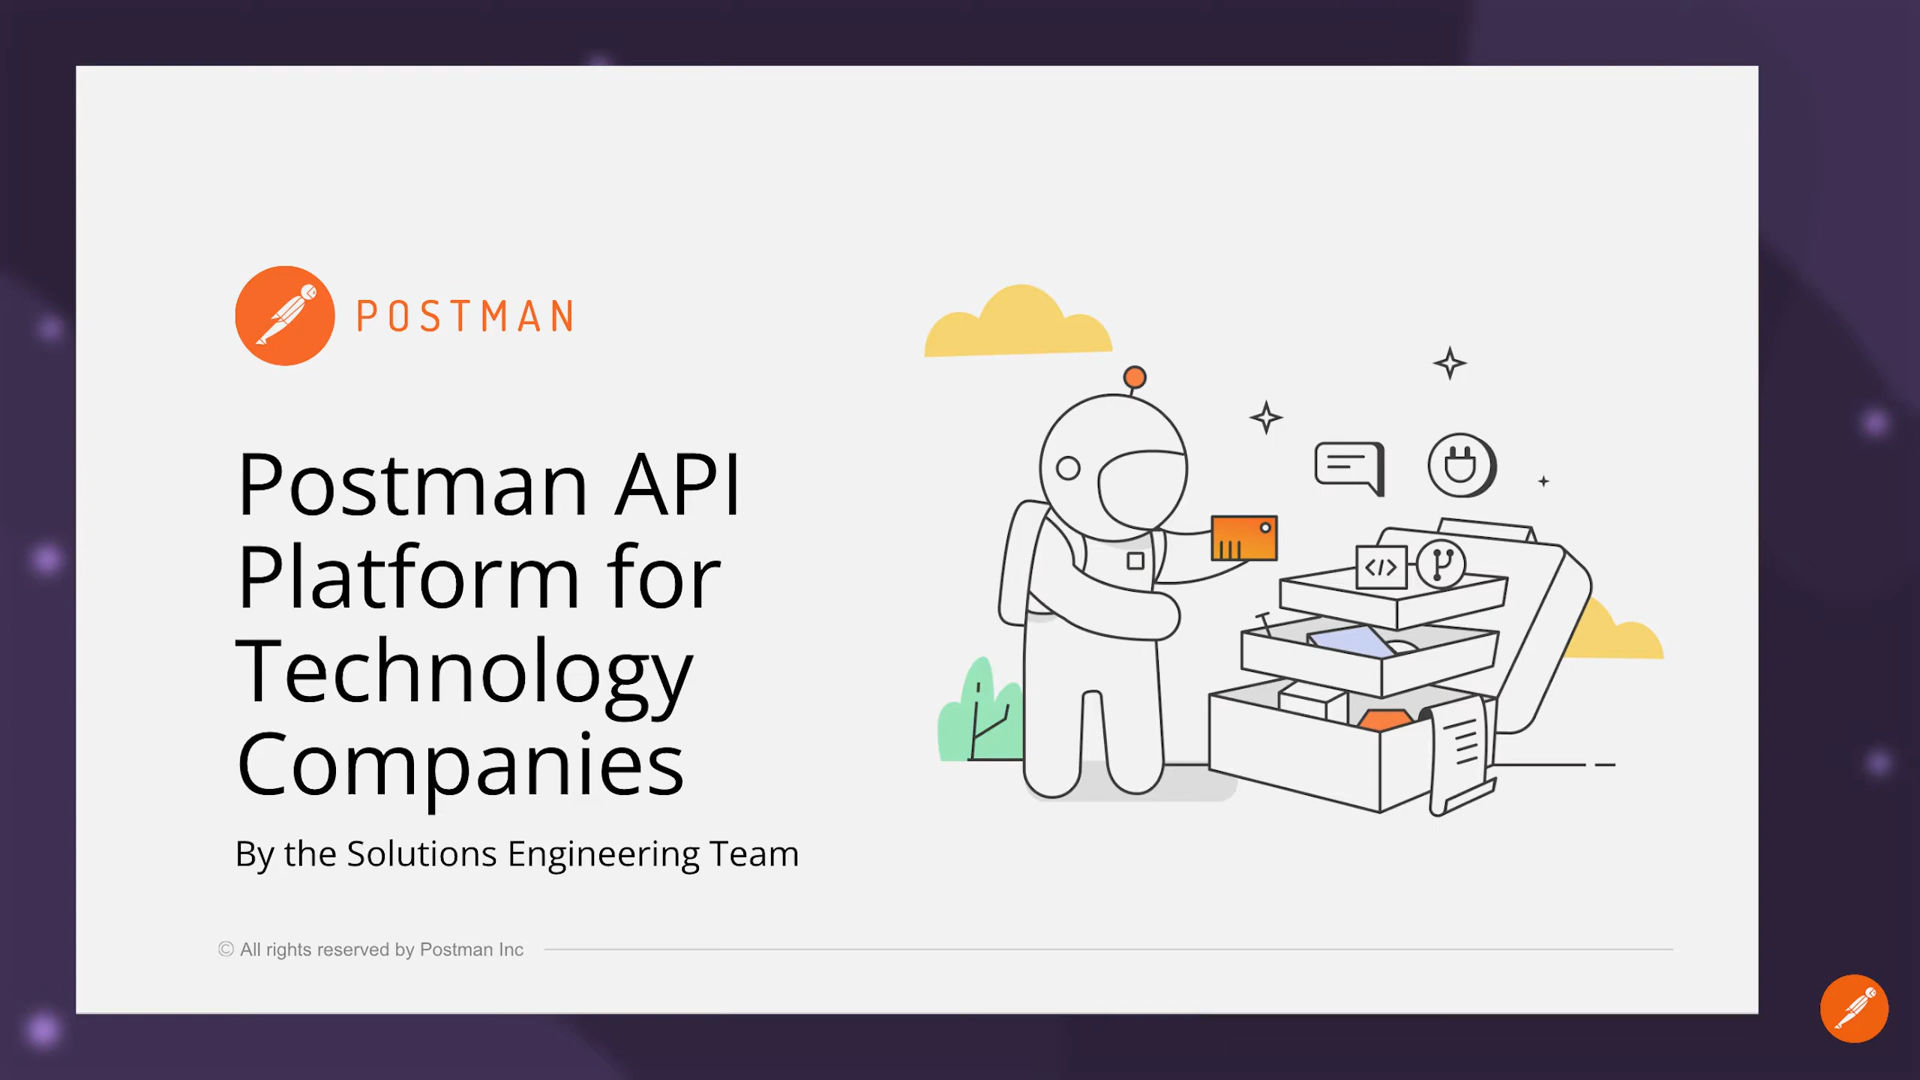 POSTMAN
Postman API
Platform for
Technology
Companies
By the Solutions Engineering Team
</>
© All rights reserved by Postman Inc